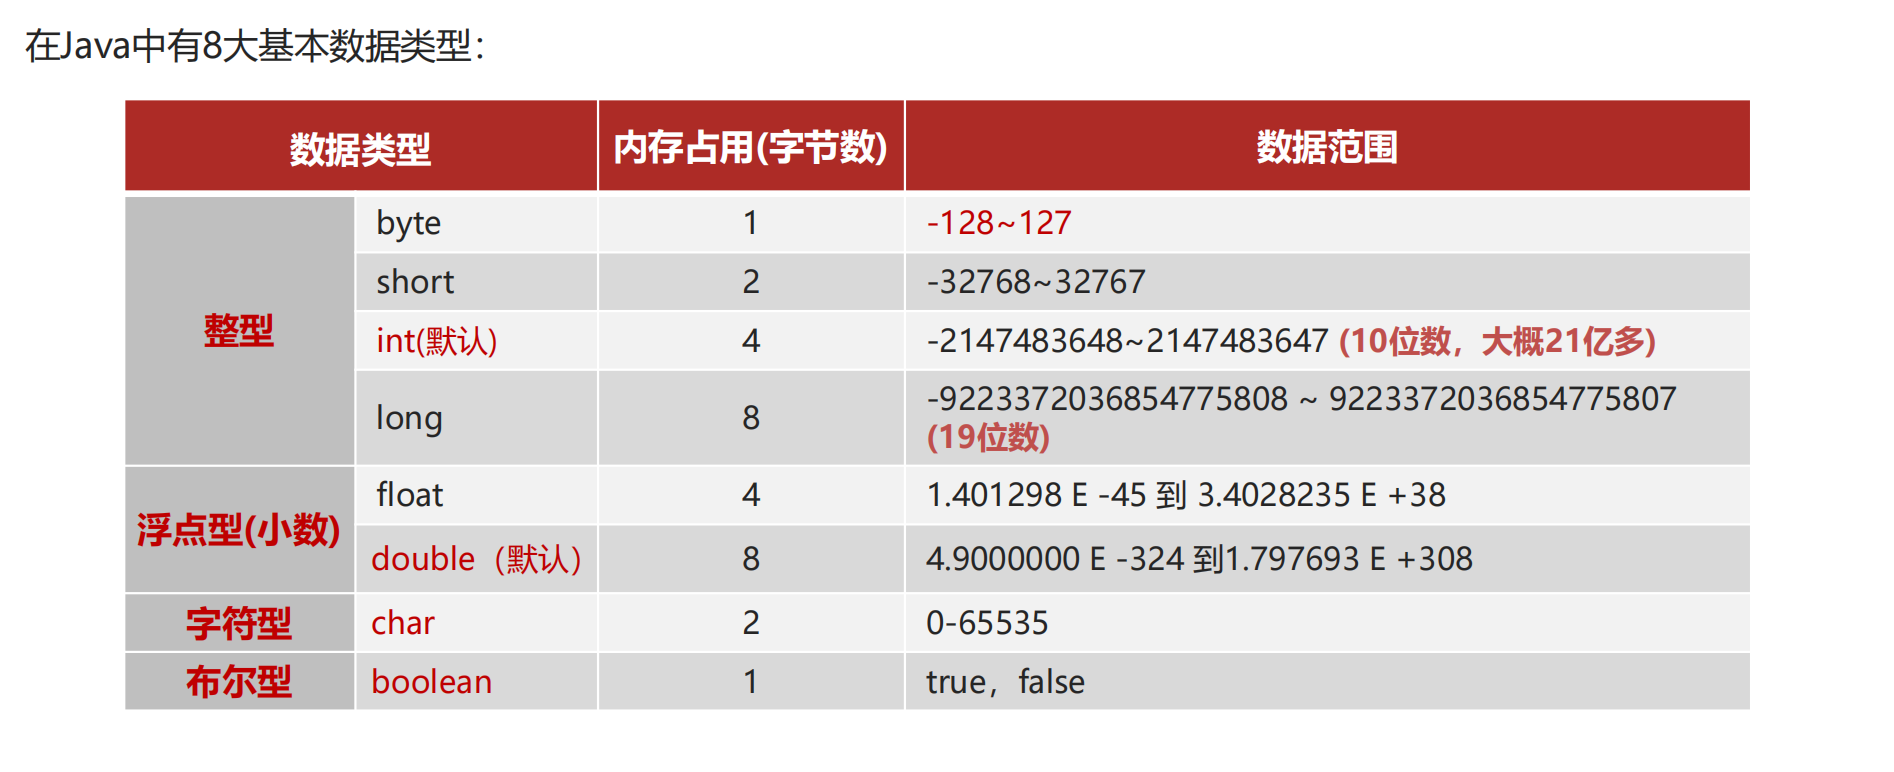 在Java中有8大基本数据类型：
数据类型 内存占用(字节数) 数据范围
整型
byte 1 -128~127
short 2 -32768~32767
int(默认) 4 -2147483648~2147483647 (10位数，大概21亿多)
long 8 -9223372036854775808 ~ 9223372036854775807
(19位数)
浮点型(小数)
float 4 1.401298 E -45 到 3.4028235 E +38
double（默认） 8 4.9000000 E -324 到1.797693 E +308
字符型 char 2 0-65535
布尔型 boolean 1 true，false